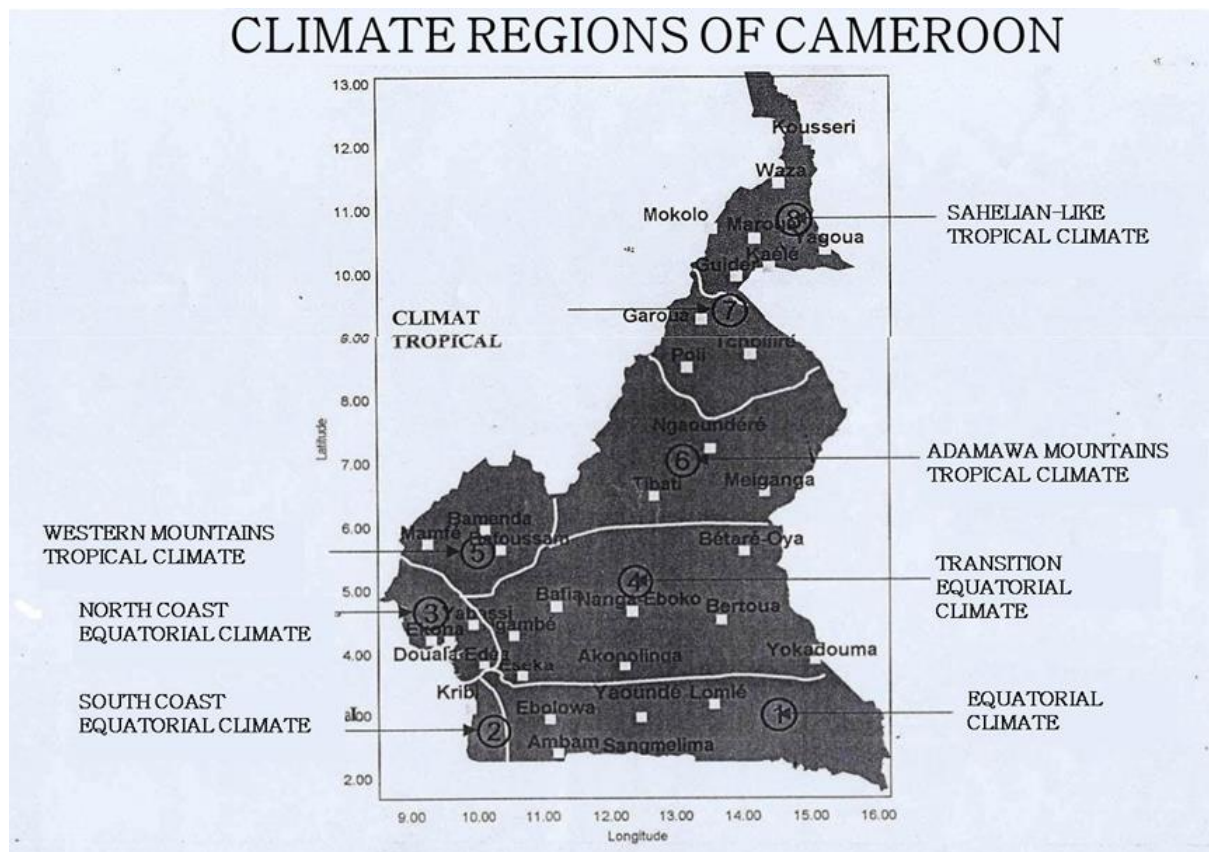 CLIMATE REGIONS OF CAMEROON
13.00
12.00
11.00
10.00
8.00
7.00
6.00
5.00
4.00
2.00
Latitude
9.00 10.00 11.00 12.00 13.00 14.00 15.00 16.00
Longitude
Kousseri
Waza
Mokolo
Maroua
Yagoua
Kaélé
Guider
8
SAHELIAN-LIKE
TROPICAL CLIMATE
CLIMAT
TROPICAL
7
Garoua
Poli
Ngaoundéré
6
Tibati
Meiganga
ADAMAWA MOUNTAINS
TROPICAL CLIMATE
Bamenda
Mamfé
Bafoussam
5
WESTERN MOUNTAINS
TROPICAL CLIMATE
Bétaré-Oya
4
Bafia
Nanga-Eboko
Bertoua
TRANSITION
EQUATORIAL
CLIMATE
3
NORTH COAST
EQUATORIAL CLIMATE
Yabassi
Ekona
Douala
Edéa
Eseka
Akonolinga
Yokadouma
Kribi
2
SOUTH COAST
EQUATORIAL CLIMATE
Yaoundé
Lomié
Ebolowa
Ambam
Sangmelima
1
EQUATORIAL
CLIMATE